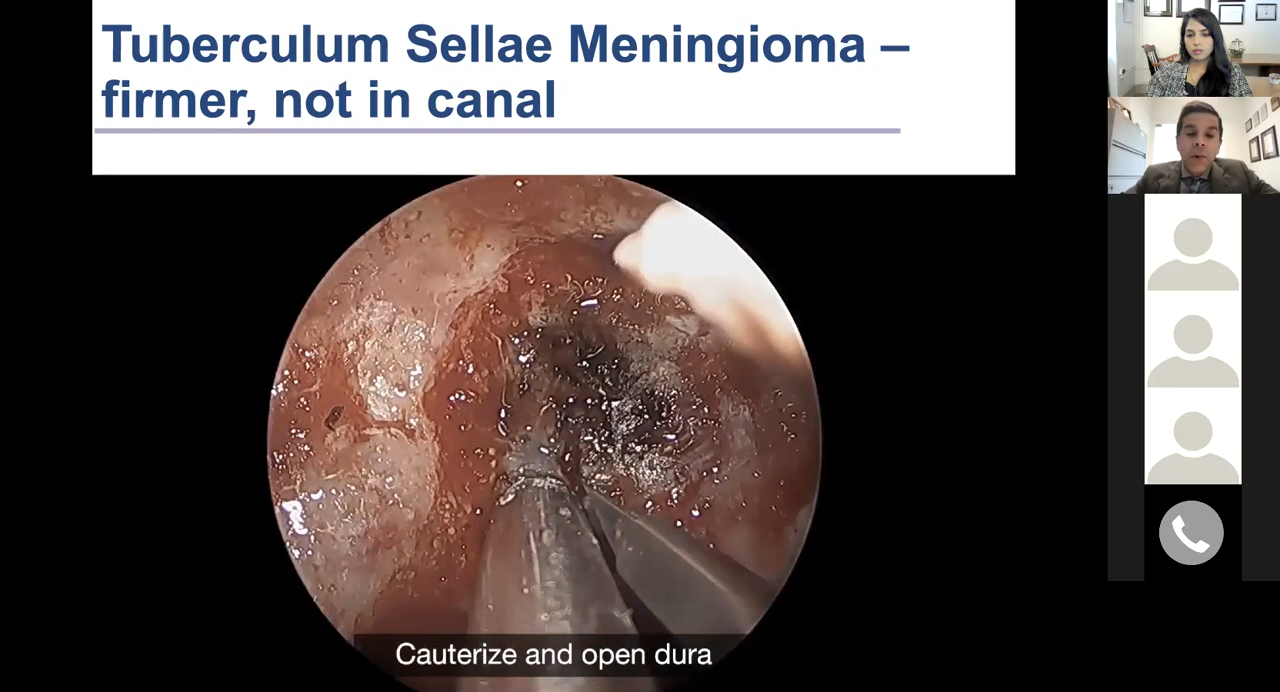 Tuberculum Sellae Meningioma –
firmer, not in canal
Cauterize and open dura